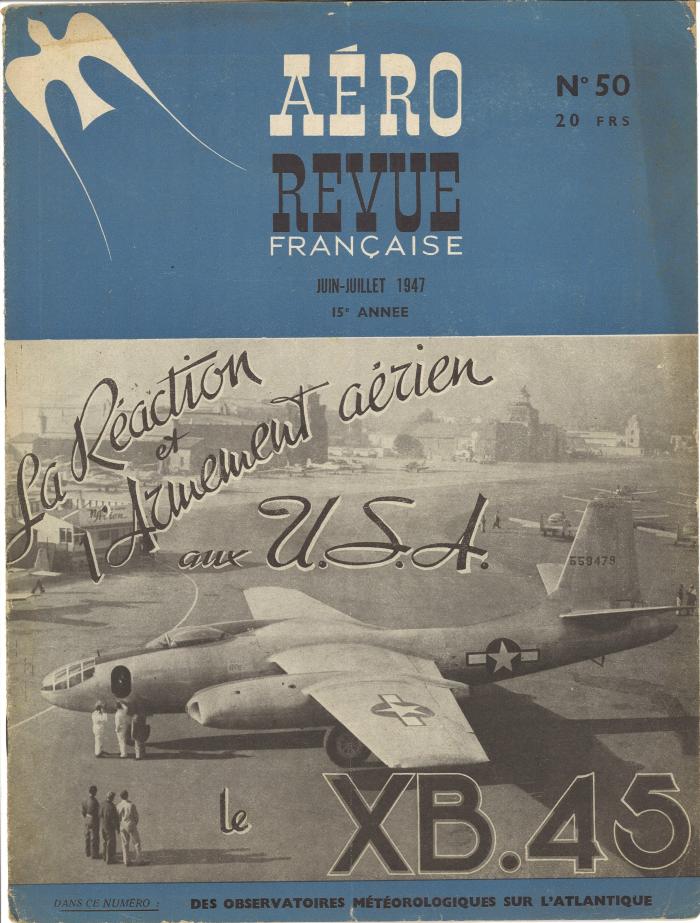 AÉRO
REVUE
FRANÇAISE
N° 50
20 FRS
JUIN-JUILLET 1947
15e ANNEE
La Réaction
et
l'Armement aérien
aux U.S.A.
559479
le XB.45
DANS CE NUMÉRO :
DES OBSERVATOIRES MÉTÉOROLOGIQUES SUR L'ATLANTIQUE